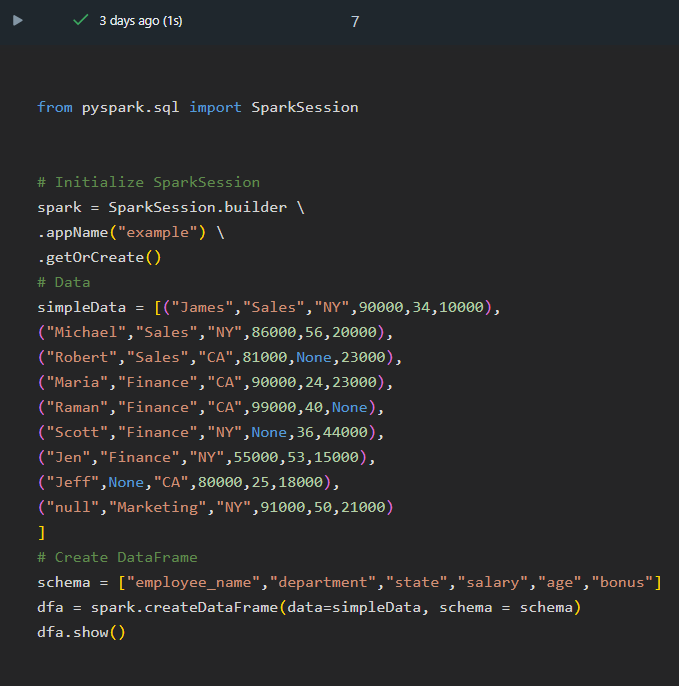 3 days ago (1s) 7
from pyspark.sql import SparkSession
# Initialize SparkSession
spark = SparkSession.builder \
.appName("example") \
.getOrCreate()
# Data
simpleData = [("James","Sales","NY",90000,34,10000),
("Michael","Sales","NY",86000,56,20000),
("Robert","Sales","CA",81000,None,23000),
("Maria","Finance","CA",90000,24,23000),
("Raman","Finance","CA",99000,40,None),
("Scott","Finance","NY",None,36,44000),
("Jen","Finance","NY",55000,53,15000),
("Jeff",None,"CA",80000,25,18000),
("null","Marketing","NY",91000,50,21000)
]
# Create DataFrame
schema = ["employee_name","department","state","salary","age","bonus"]
dfa = spark.createDataFrame(data=simpleData, schema = schema)
dfa.show()